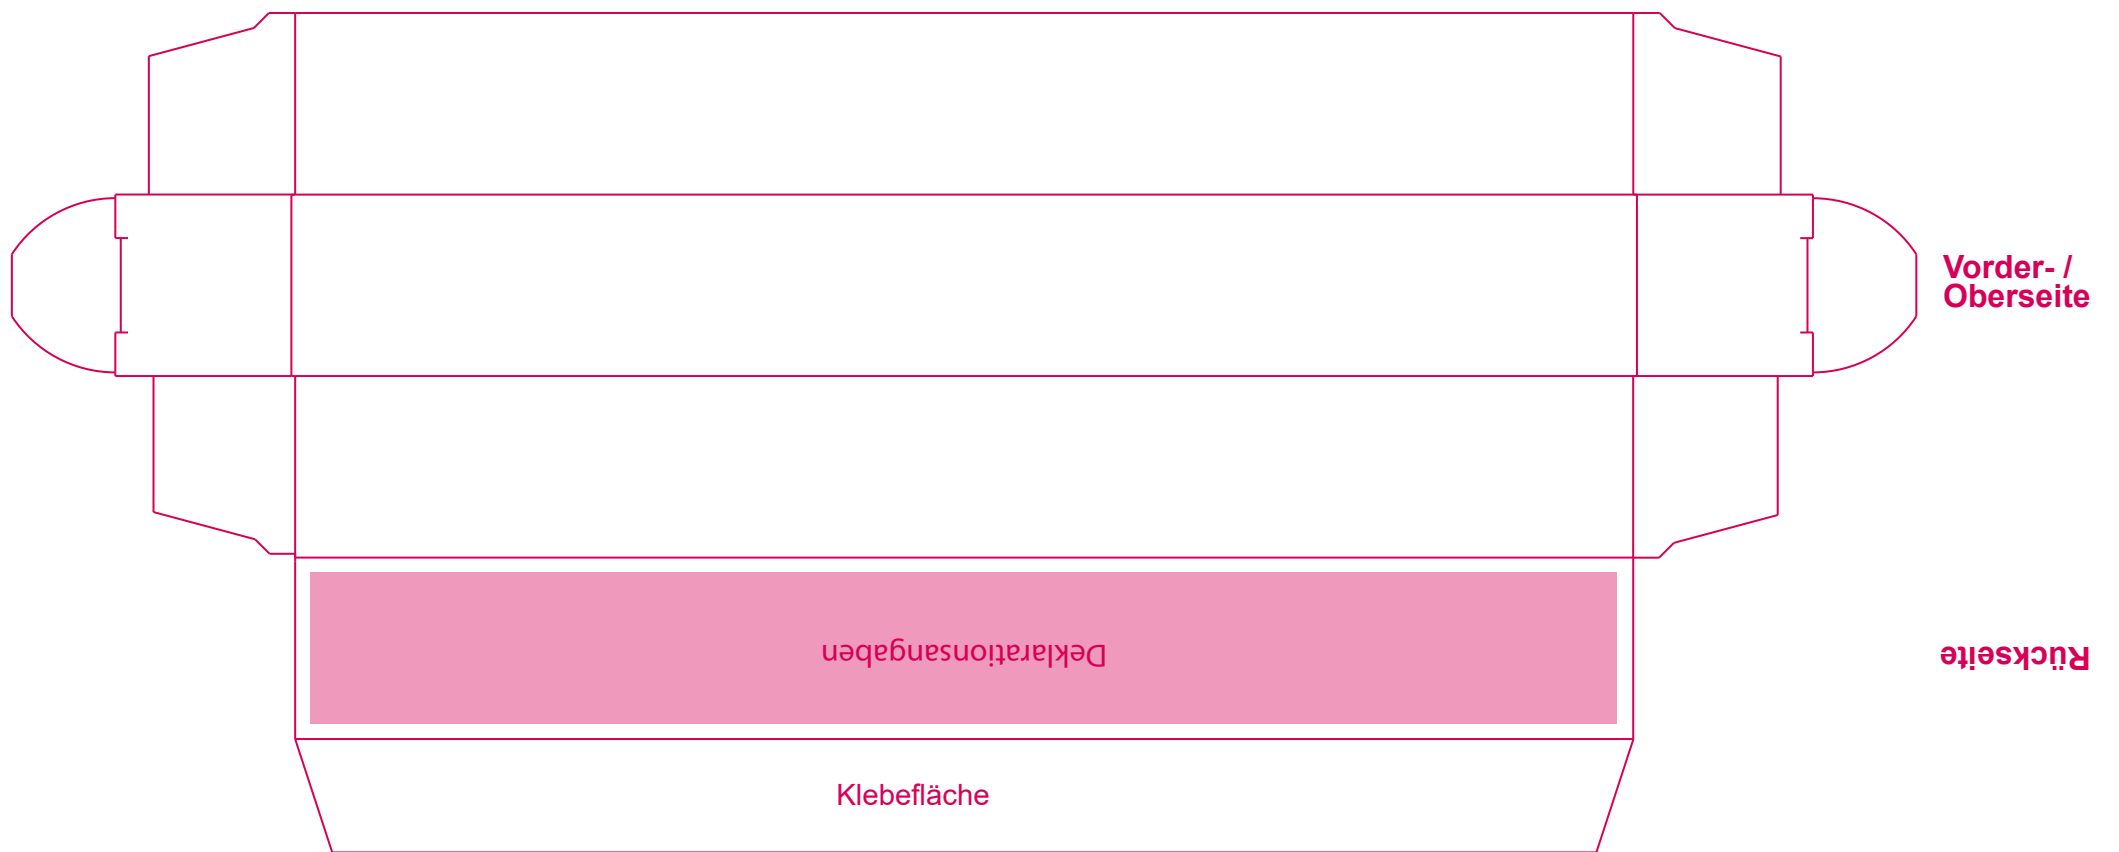 Vorder- /
Oberseite
Deklarationsangaben
Rückseite
Klebefläche